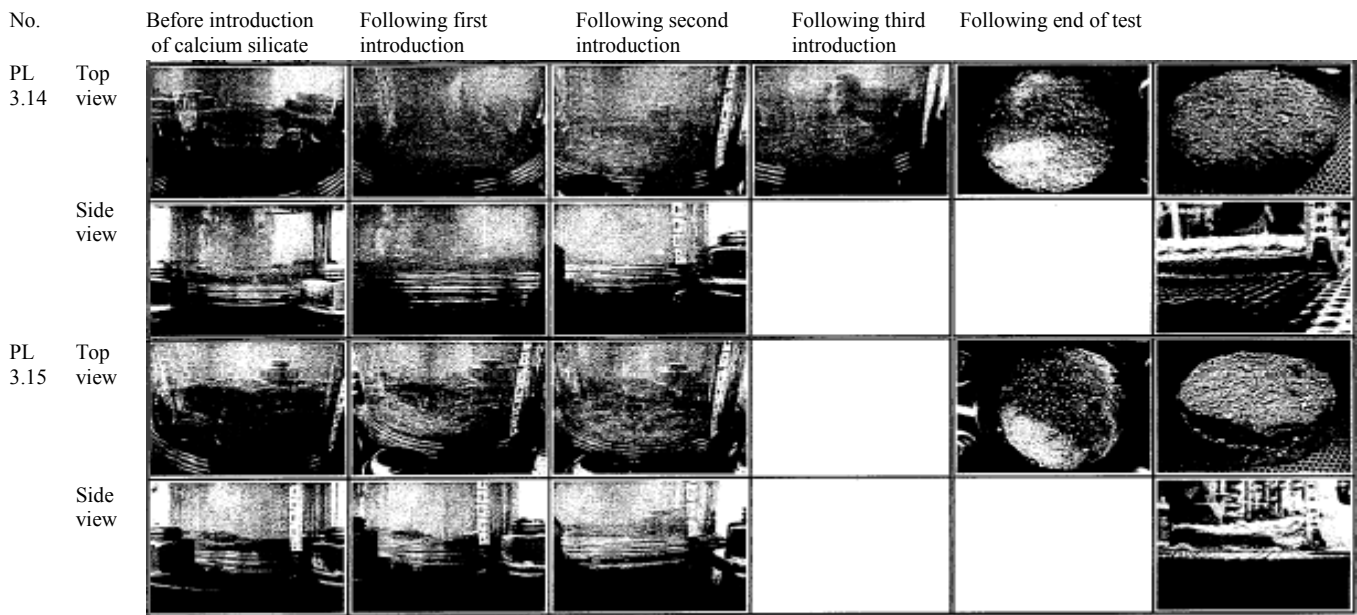 No.
Before introduction
of calcium silicate
Following first
introduction
Following second
introduction
Following third
introduction
Following end of test
PL
3.14
Top
view
Side
view
PL
3.15
Top
view
Side
view